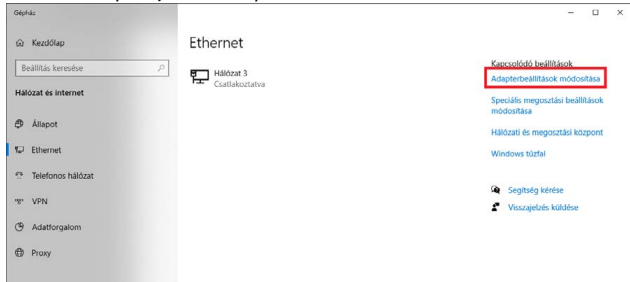 Gépház
Kezdőlap
Beállítás keresése
Hálózat és internet
Állapot
Ethernet
Telefonos hálózat
VPN
Adatforgalom
Proxy
Ethernet
Hálózat 3
Csatlakoztatva
Kapcsolódó beállítások
Adapterbeállítások módosítása
Speciális megosztási beállítások
módosítása
Hálózati és megosztási központ
Windows tűzfal
Segítség kérése
Visszajelzés küldése